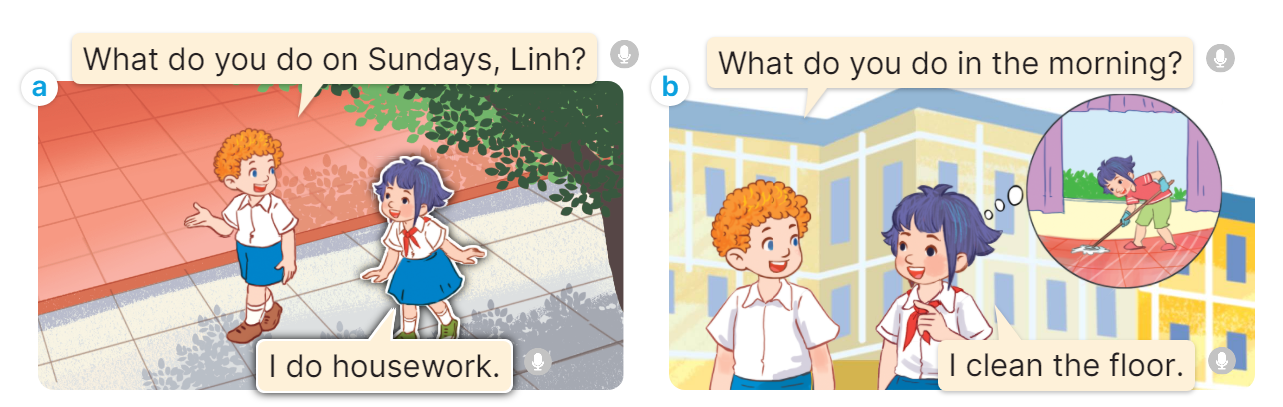 a
What do you do on Sundays, Linh?
I do housework.
b
What do you do in the morning?
I clean the floor.